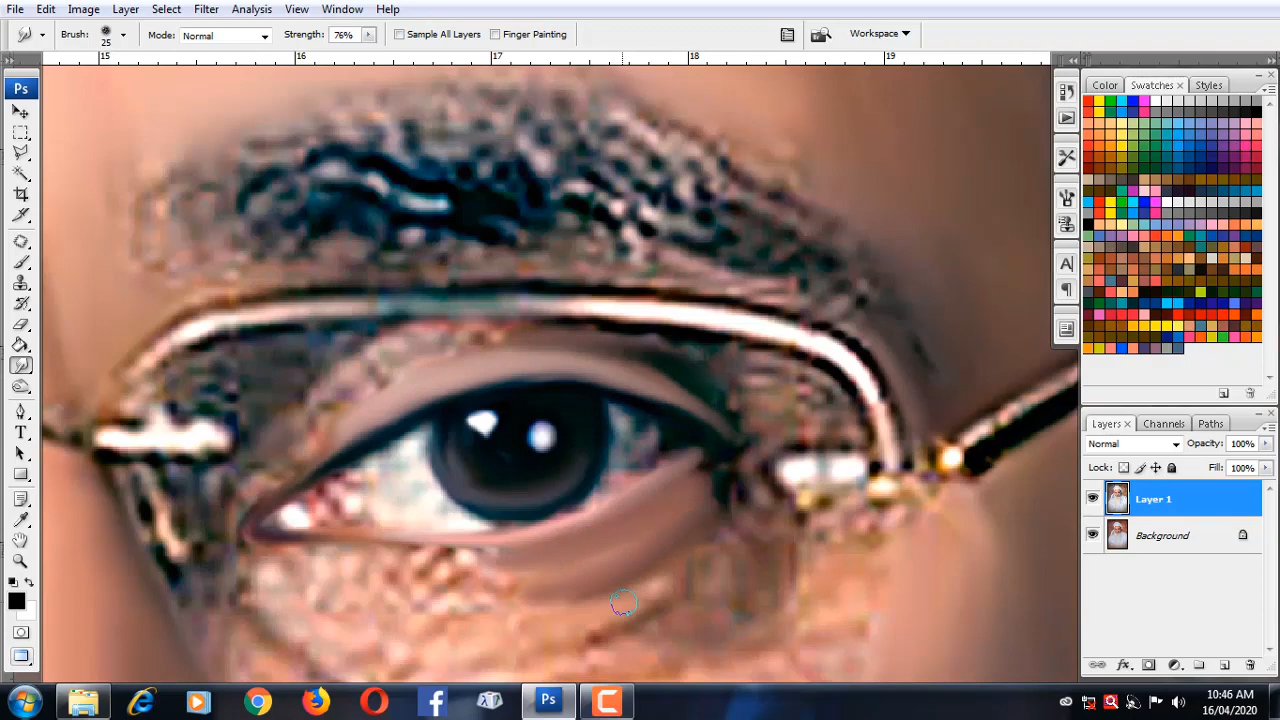 File Edit Image Layer Select Filter Analysis View Window Help
Brush: 25 Mode: Normal Strength: 76% Sample All Layers Finger Painting Workspace
15 16 17 18 19
Ps
Color Swatches Styles
T
A
Layers Channels Paths
Normal Opacity: 100%
Lock: Fill: 100%
Layer 1
Background
Ps
10:46 AM
16/04/2020